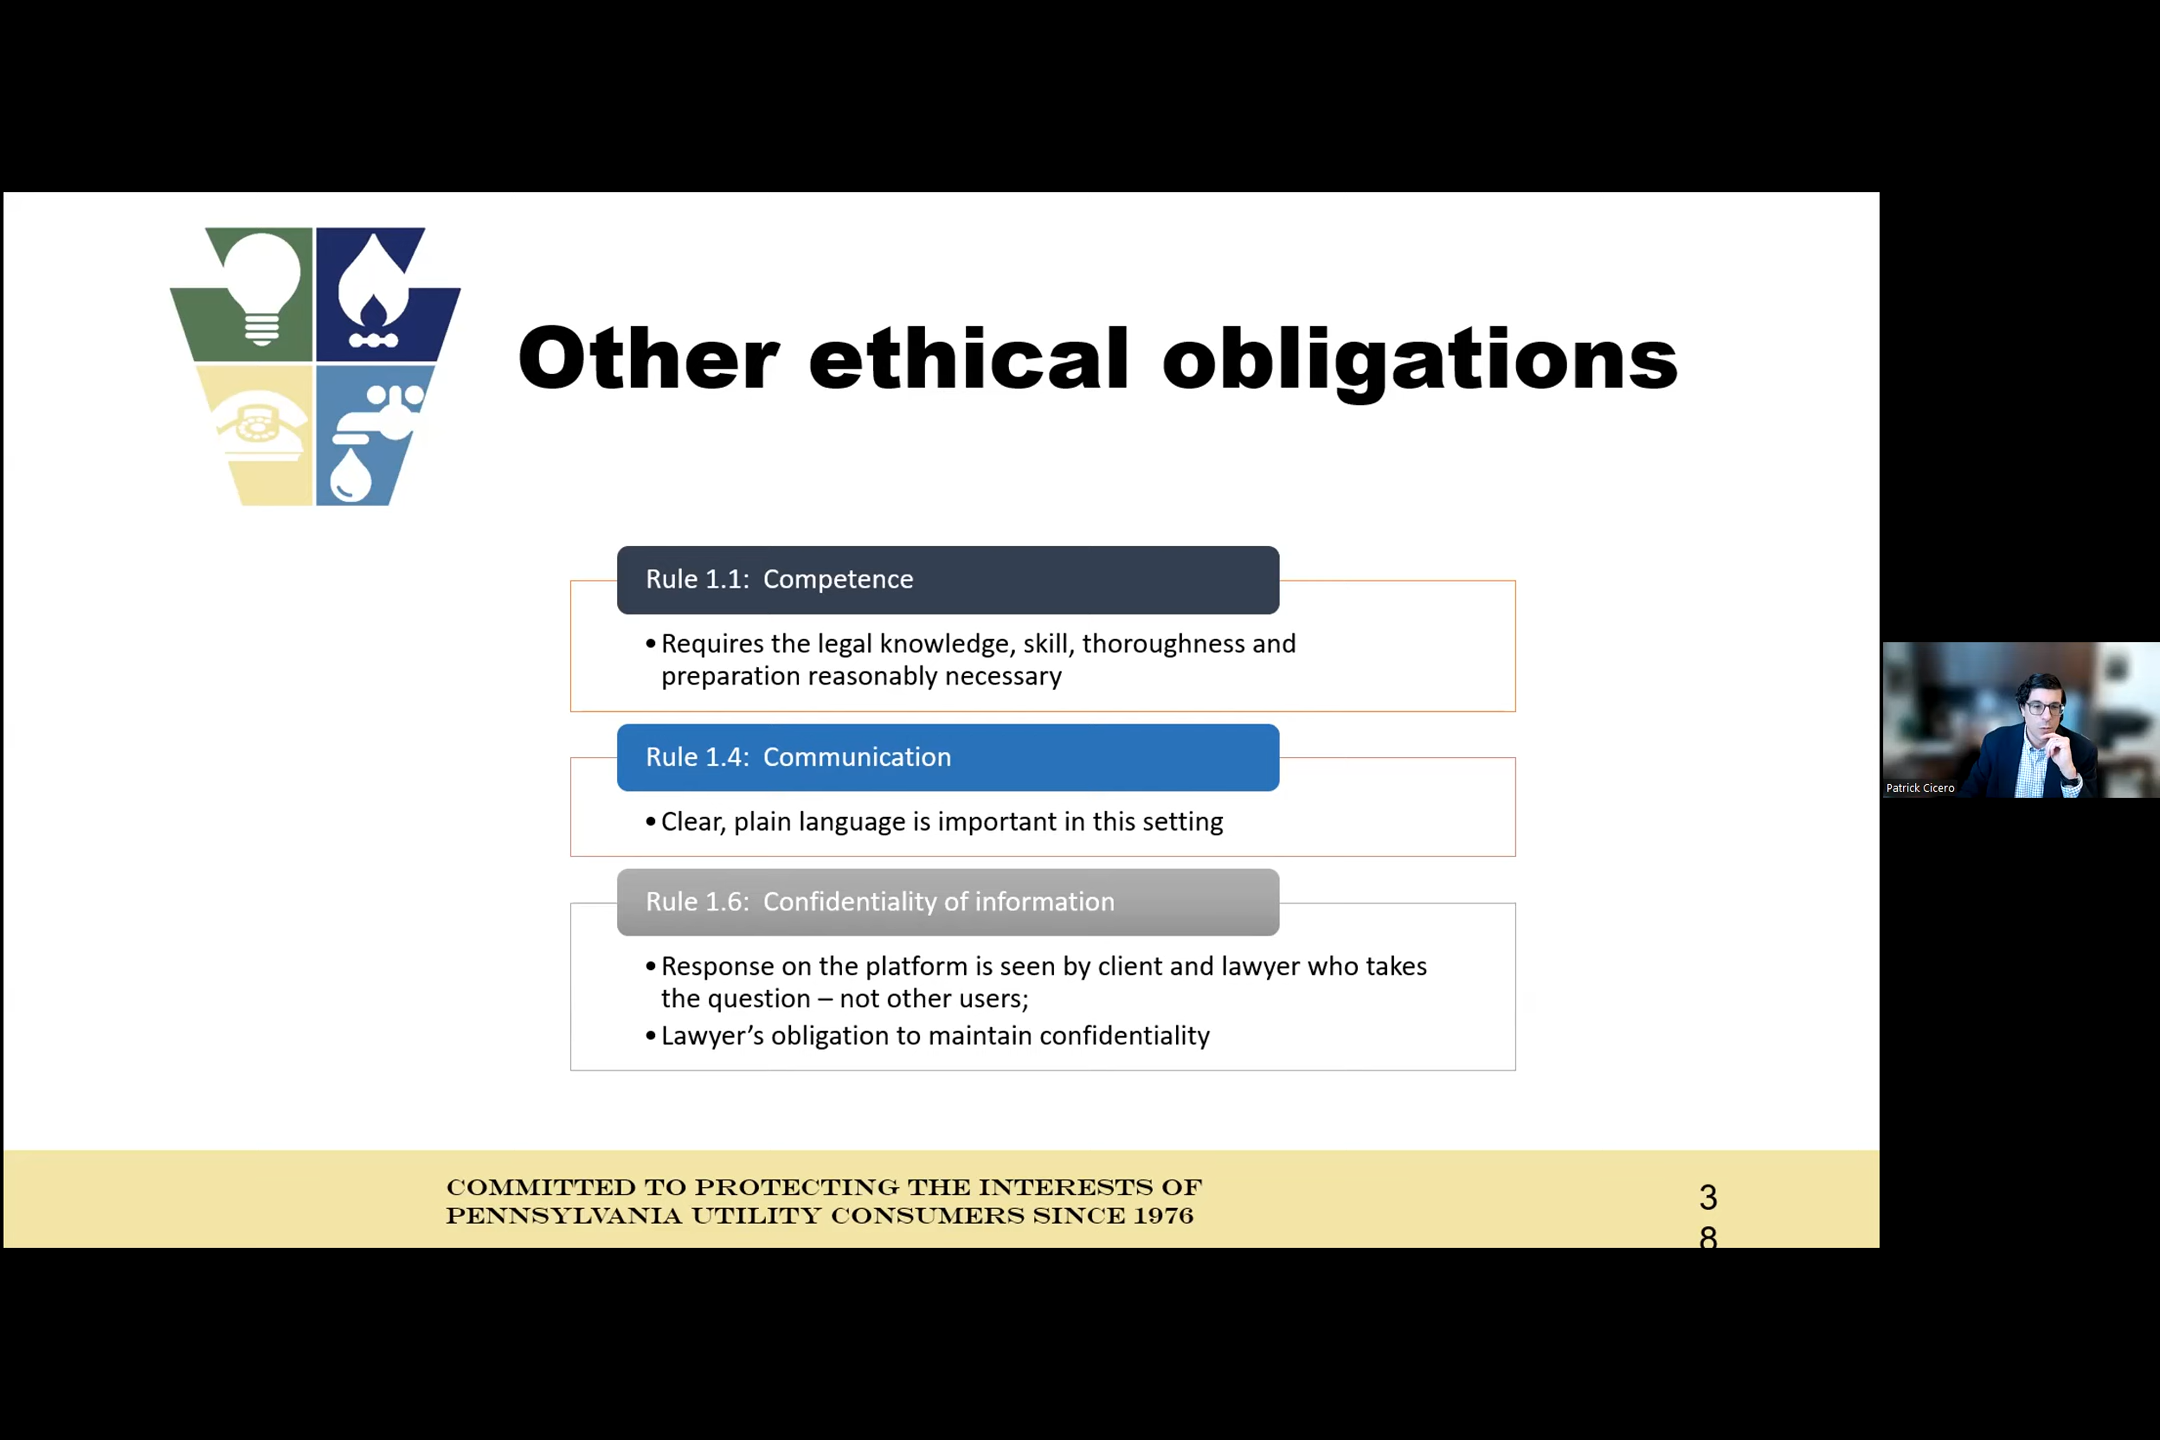 Other ethical obligations
Rule 1.1:  Competence
•Requires the legal knowledge, skill, thoroughness and
preparation reasonably necessary
Rule 1.4:  Communication
•Clear, plain language is important in this setting
Rule 1.6:  Confidentiality of information
•Response on the platform is seen by client and lawyer who takes
the question – not other users;
•Lawyer’s obligation to maintain confidentiality
Patrick Cicero
COMMITTED TO PROTECTING THE INTERESTS OF
PENNSYLVANIA UTILITY CONSUMERS SINCE 1976
3
8